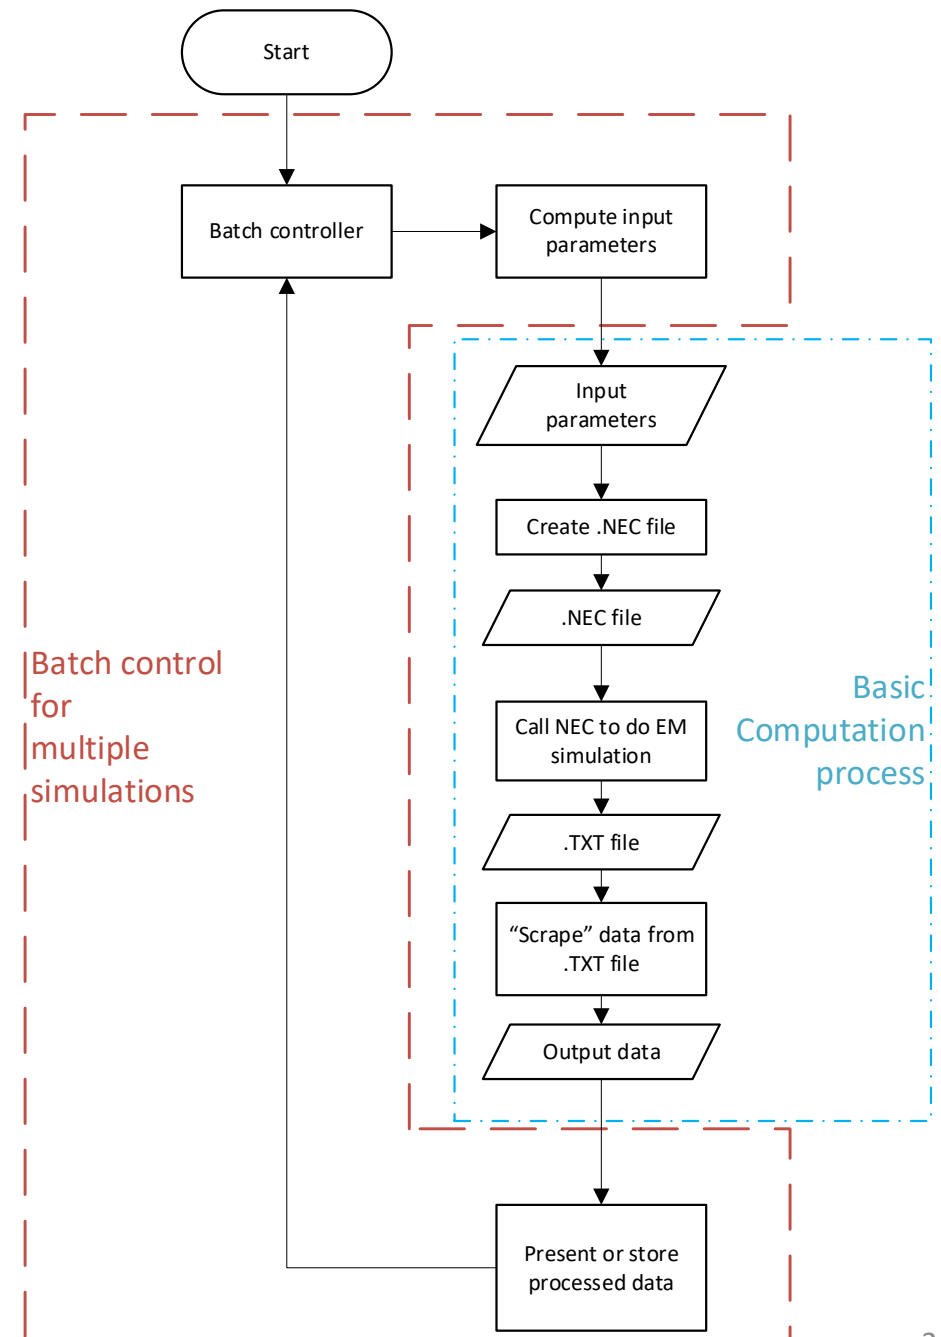 Start
Batch controller
Compute input
parameters
Input
parameters
Create .NEC file
.NEC file
Call NEC to do EM
simulation
.TXT file
“Scrape” data from
.TXT file
Output data
Present or store
processed data
Batch control
for
multiple
simulations
Basic
Computation
process